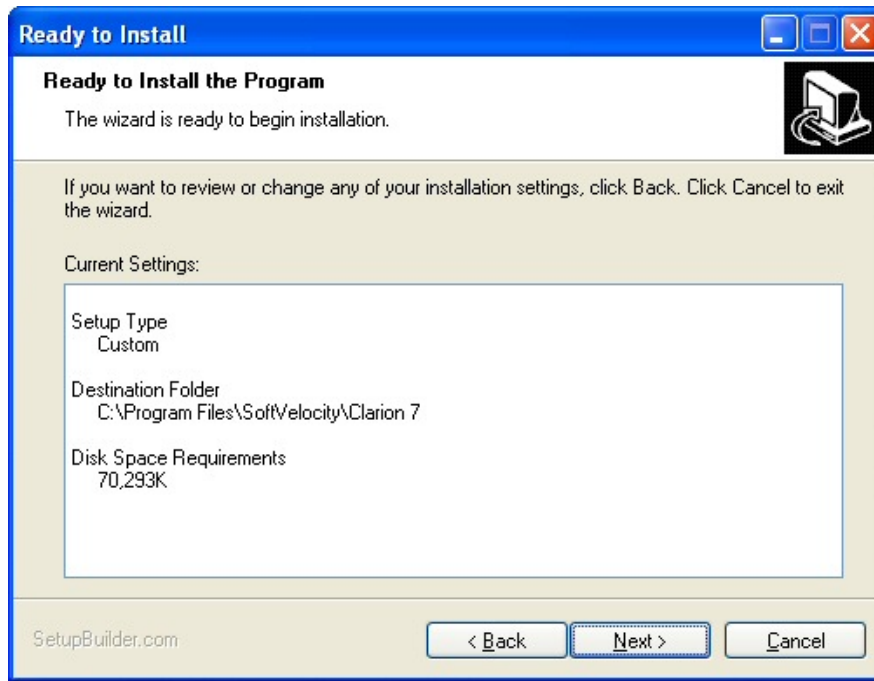 Ready to Install
Ready to Install the Program
The wizard is ready to begin installation.
If you want to review or change any of your installation settings, click Back. Click Cancel to exit
the wizard.
Current Settings:
Setup Type
Custom
Destination Folder
C:\Program Files\SoftVelocity\Clarion 7
Disk Space Requirements
70,293K
SetupBuilder.com
< Back
Next >
Cancel